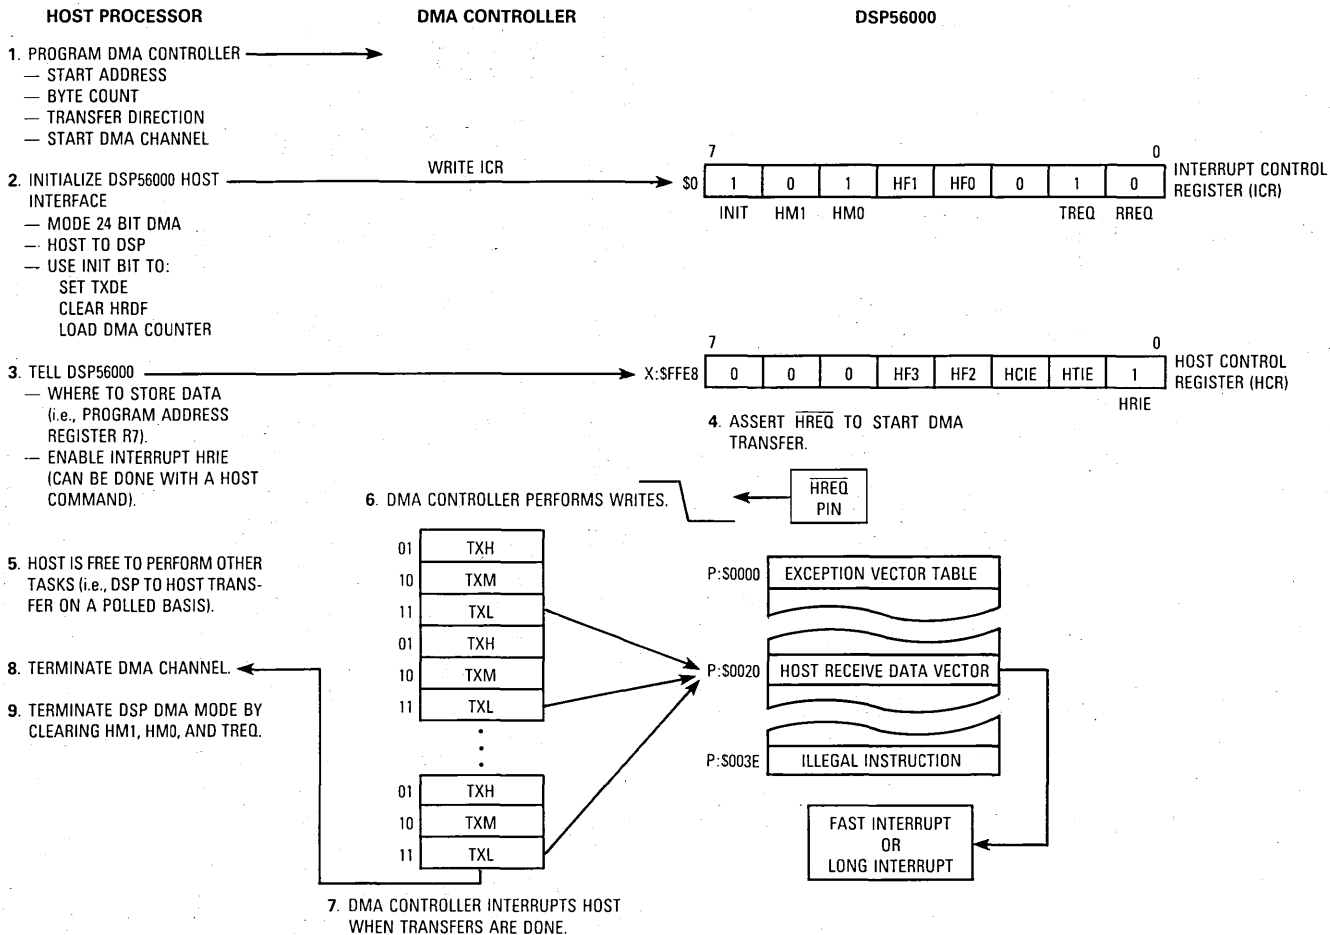 HOST PROCESSOR
DMA CONTROLLER
DSP56000
1. PROGRAM DMA CONTROLLER
— START ADDRESS
— BYTE COUNT
— TRANSFER DIRECTION
— START DMA CHANNEL
2. INITIALIZE DSP56000 HOST
INTERFACE
— MODE 24 BIT DMA
— HOST TO DSP
— USE INIT BIT TO:
SET TXDE
CLEAR HRDF
LOAD DMA COUNTER
WRITE ICR
7 0
$0 1 0 1 HF1 HF0 0 1 0
INIT HM1 HM0 TREQ RREQ
INTERRUPT CONTROL
REGISTER (ICR)
3. TELL DSP56000
— WHERE TO STORE DATA
(i.e., PROGRAM ADDRESS
REGISTER R7).
— ENABLE INTERRUPT HRIE
(CAN BE DONE WITH A HOST
COMMAND).
7 0
X:$FFE8 0 0 0 HF3 HF2 HCIE HTIE 1
HRIE
HOST CONTROL
REGISTER (HCR)
4. ASSERT HREQ TO START DMA
TRANSFER.
HREQ
PIN
6. DMA CONTROLLER PERFORMS WRITES.
01 TXH
10 TXM
11 TXL
01 TXH
10 TXM
11 TXL
01 TXH
10 TXM
11 TXL
5. HOST IS FREE TO PERFORM OTHER
TASKS (i.e., DSP TO HOST TRANS-
FER ON A POLLED BASIS).
8. TERMINATE DMA CHANNEL.
9. TERMINATE DSP DMA MODE BY
CLEARING HM1, HM0, AND TREQ.
P:$0000 EXCEPTION VECTOR TABLE
P:$0020 HOST RECEIVE DATA VECTOR
P:$003E ILLEGAL INSTRUCTION
FAST INTERRUPT
OR
LONG INTERRUPT
7. DMA CONTROLLER INTERRUPTS HOST
WHEN TRANSFERS ARE DONE.